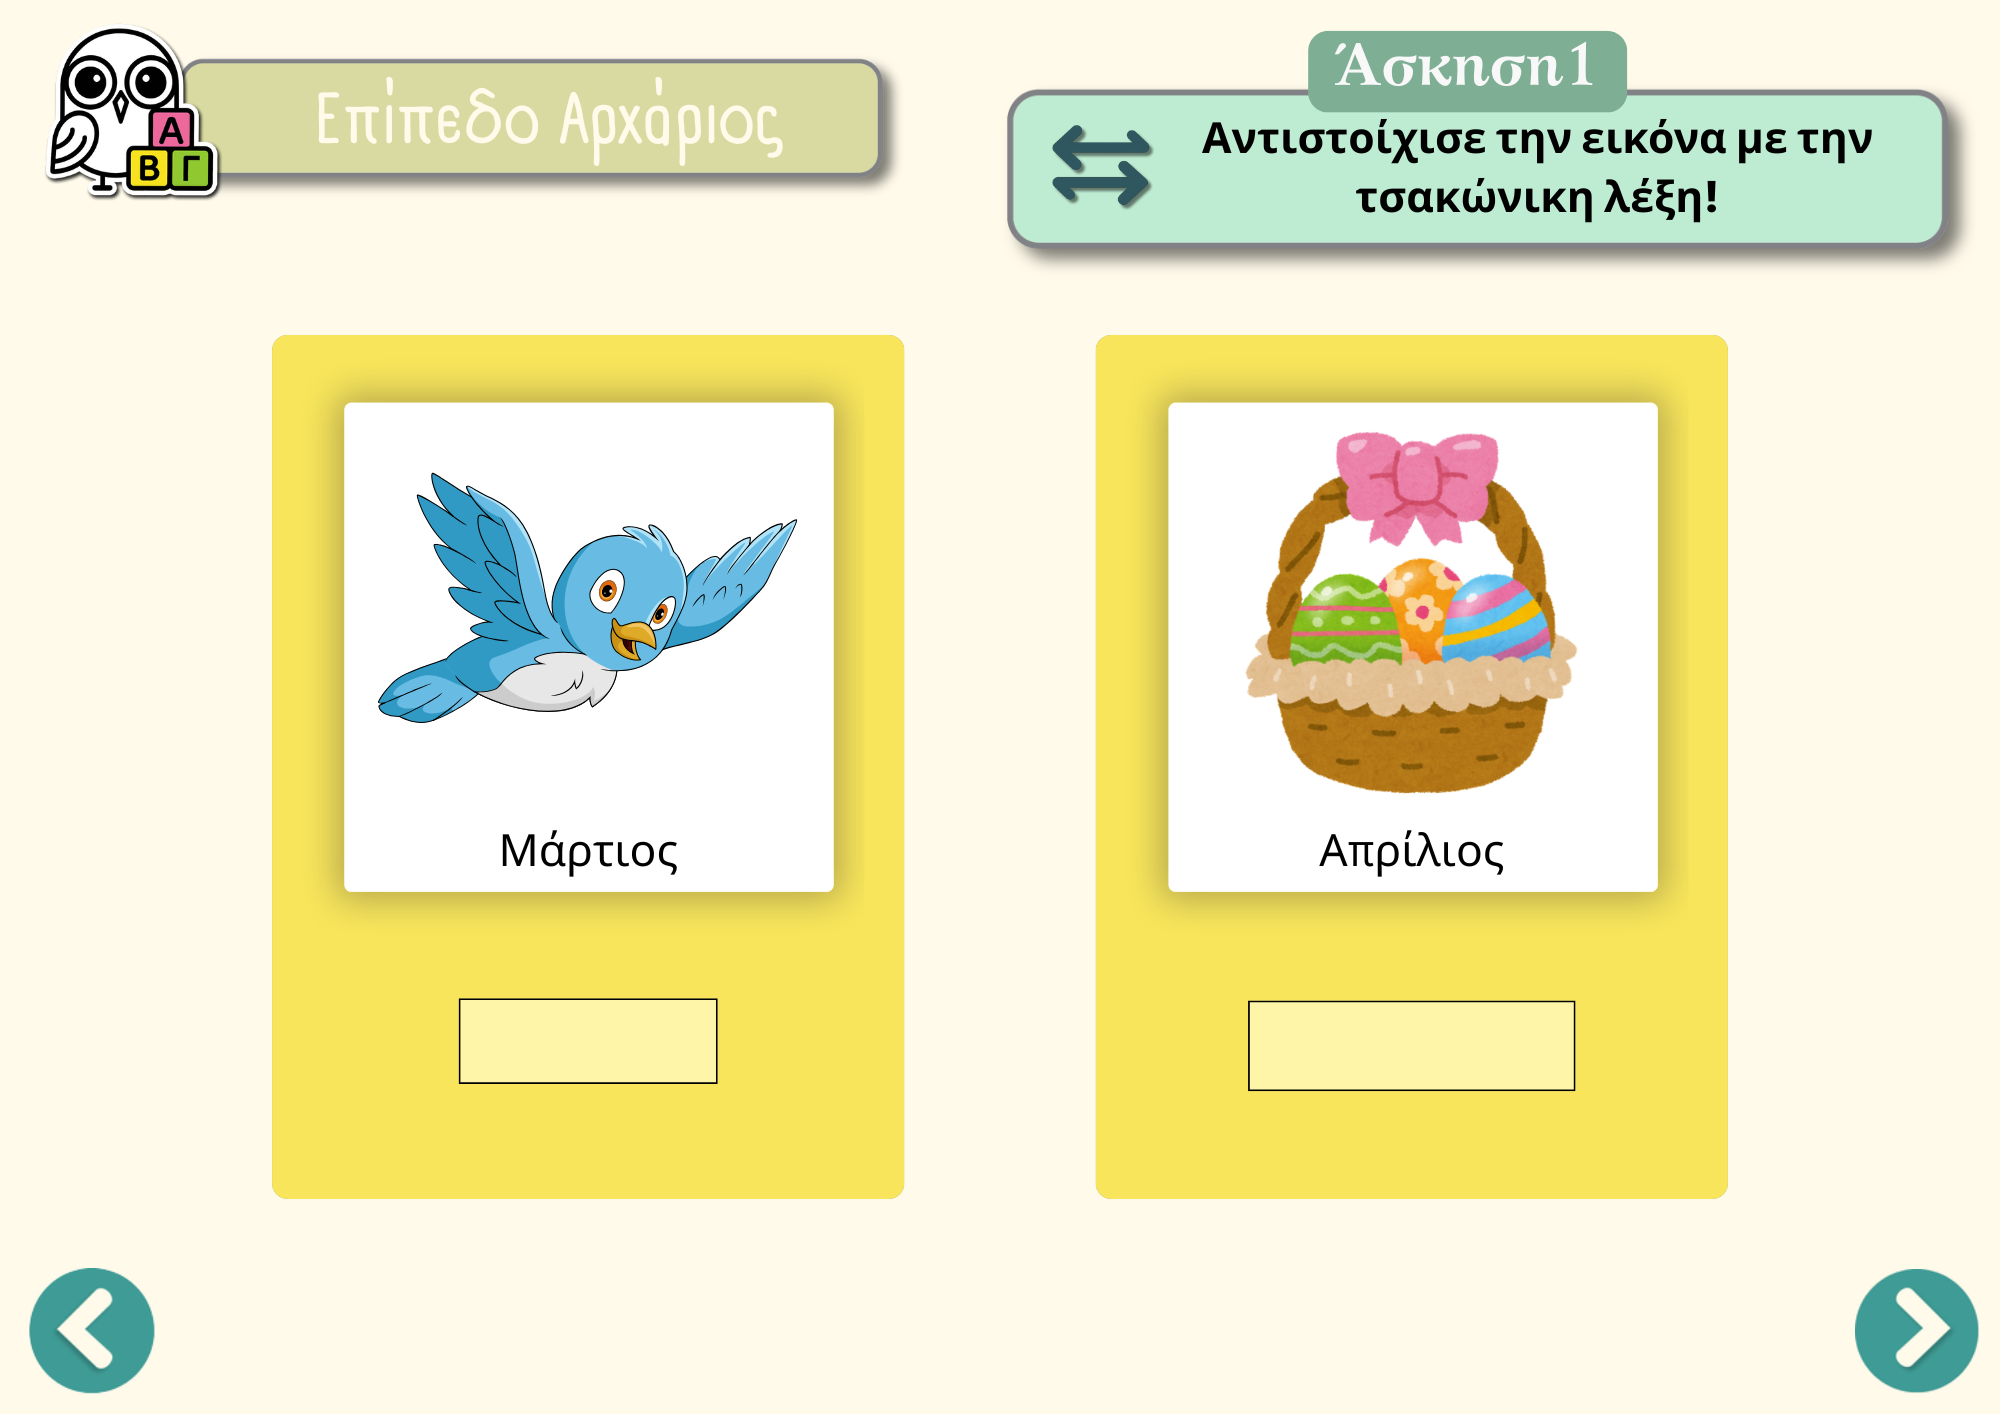 Α
Β Γ
Επίπεδο Αρχάριος
Άσκηση1
Αντιστοίχισε την εικόνα με την
τσακώνικη λέξη!
Μάρτιος
Απρίλιος